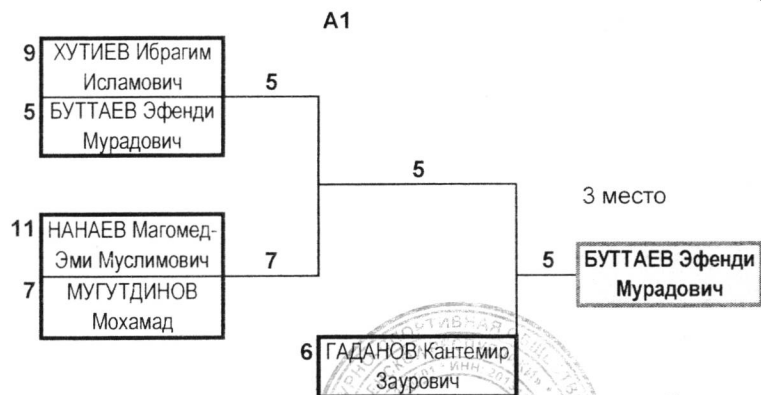 А1
9 ХУТИЕВ Ибрагим
Исламович
5
5 БУТТАЕВ Эфенди
Мурадович
5
3 место
11 НАНАЕВ Магомед-
Эми Муслимович
7
7 МУГУТДИНОВ
Мохамад
5
БУТТАЕВ Эфенди
Мурадович
6 ГАДАНОВ Кантемир
Заурович